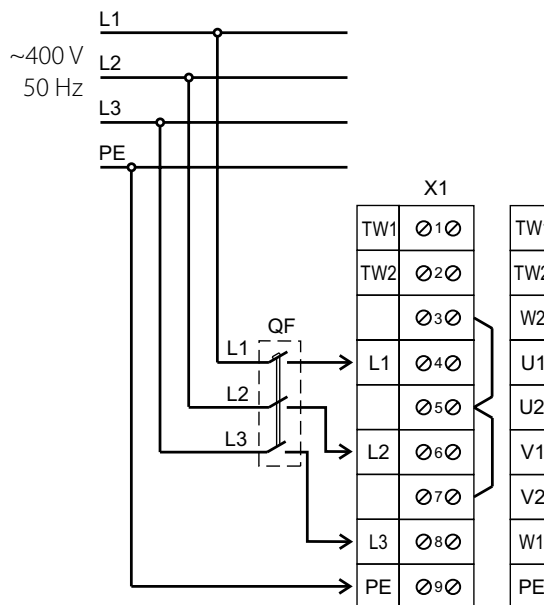 L1
~400 V
L2
50 Hz
L3
PE
X1
TW1 1
TW2 2 TW2
3 W2
QF
L1
L1 4 U1
L2
5 U2
L3
L2 6 V1
7 V2
L3 8 W1
PE 9 PE